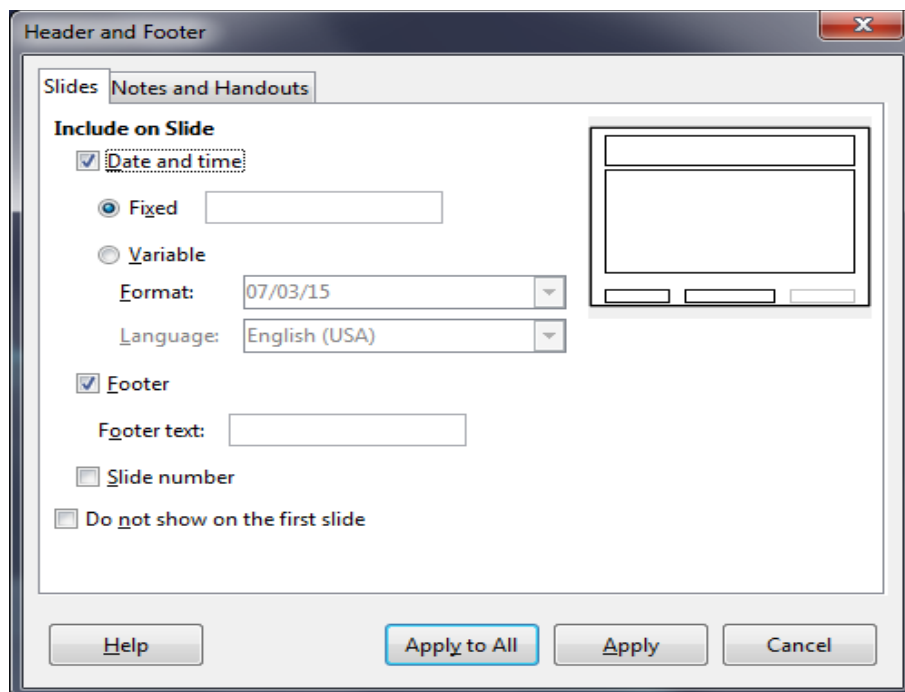 Header and Footer
Slides Notes and Handouts
Include on Slide
Date and time
Fixed
Variable
Format: 07/03/15
Language: English (USA)
Footer
Footer text:
Slide number
Do not show on the first slide
Help Apply to All Apply Cancel